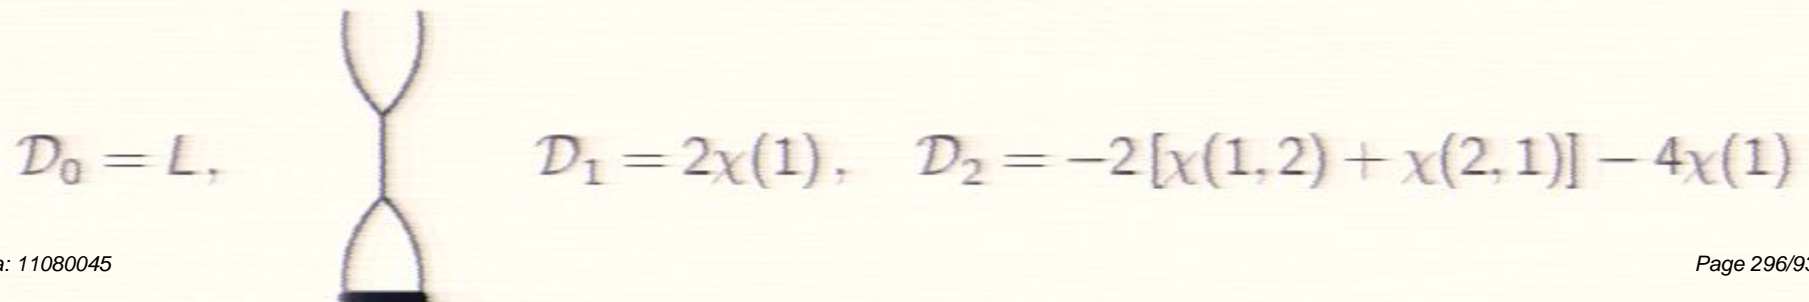 𝒟₀ = L, 𝒟₁ = 2χ(1), 𝒟₂ = −2[χ(1, 2) + χ(2, 1)] − 4χ(1)
a: 11080045 Page 296/93